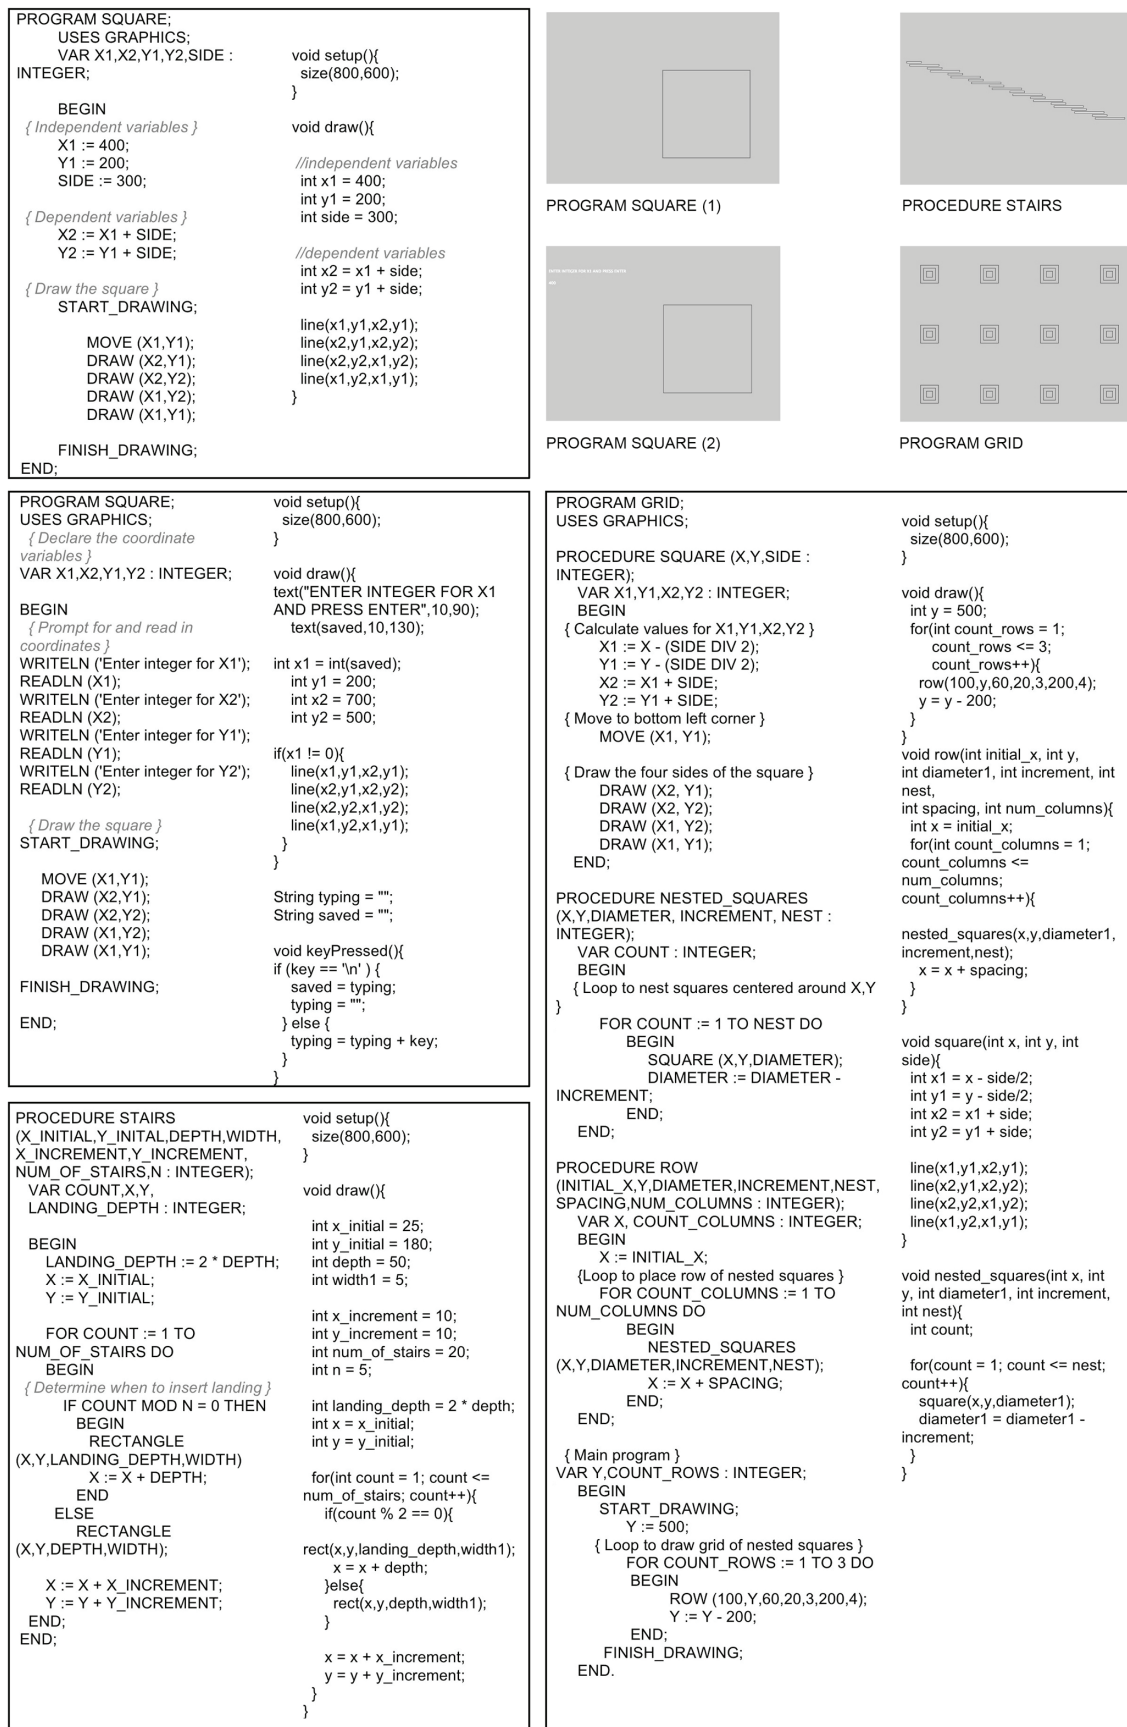 PROGRAM SQUARE;
USES GRAPHICS;
VAR X1,X2,Y1,Y2,SIDE :
INTEGER;
BEGIN
{ Independent variables }
X1 := 400;
Y1 := 200;
SIDE := 300;
{ Dependent variables }
X2 := X1 + SIDE;
Y2 := Y1 + SIDE;
{ Draw the square }
START_DRAWING;
MOVE (X1,Y1);
DRAW (X2,Y1);
DRAW (X2,Y2);
DRAW (X1,Y2);
DRAW (X1,Y1);
FINISH_DRAWING;
END;
void setup(){
size(800,600);
}
void draw(){
//independent variables
int x1 = 400;
int y1 = 200;
int side = 300;
//dependent variables
int x2 = x1 + side;
int y2 = y1 + side;
line(x1,y1,x2,y1);
line(x2,y1,x2,y2);
line(x2,y2,x1,y2);
line(x1,y2,x1,y1);
}
PROGRAM SQUARE (1)
PROCEDURE STAIRS
ENTER INTEGER FOR X1 AND PRESS ENTER
400
PROGRAM SQUARE (2)
PROGRAM GRID
PROGRAM SQUARE;
USES GRAPHICS;
{ Declare the coordinate
variables }
VAR X1,X2,Y1,Y2 : INTEGER;
BEGIN
{ Prompt for and read in
coordinates }
WRITELN ('Enter integer for X1');
READLN (X1);
WRITELN ('Enter integer for X2');
READLN (X2);
WRITELN ('Enter integer for Y1');
READLN (Y1);
WRITELN ('Enter integer for Y2');
READLN (Y2);
{ Draw the square }
START_DRAWING;
MOVE (X1,Y1);
DRAW (X2,Y1);
DRAW (X2,Y2);
DRAW (X1,Y2);
DRAW (X1,Y1);
FINISH_DRAWING;
END;
void setup(){
size(800,600);
}
void draw(){
text("ENTER INTEGER FOR X1
AND PRESS ENTER",10,90);
text(saved,10,130);
int x1 = int(saved);
int y1 = 200;
int x2 = 700;
int y2 = 500;
if(x1 != 0){
line(x1,y1,x2,y1);
line(x2,y1,x2,y2);
line(x2,y2,x1,y2);
line(x1,y2,x1,y1);
}
}
String typing = "";
String saved = "";
void keyPressed(){
if (key == '\n' ) {
saved = typing;
typing = "";
} else {
typing = typing + key;
}
}
PROCEDURE STAIRS
(X_INITIAL,Y_INITAL,DEPTH,WIDTH,
X_INCREMENT,Y_INCREMENT,
NUM_OF_STAIRS,N : INTEGER);
VAR COUNT,X,Y,
LANDING_DEPTH : INTEGER;
BEGIN
LANDING_DEPTH := 2 * DEPTH;
X := X_INITIAL;
Y := Y_INITIAL;
FOR COUNT := 1 TO
NUM_OF_STAIRS DO
BEGIN
{ Determine when to insert landing }
IF COUNT MOD N = 0 THEN
BEGIN
RECTANGLE
(X,Y,LANDING_DEPTH,WIDTH)
X := X + DEPTH;
END
ELSE
RECTANGLE
(X,Y,DEPTH,WIDTH);
X := X + X_INCREMENT;
Y := Y + Y_INCREMENT;
END;
END;
void setup(){
size(800,600);
}
void draw(){
int x_initial = 25;
int y_initial = 180;
int depth = 50;
int width1 = 5;
int x_increment = 10;
int y_increment = 10;
int num_of_stairs = 20;
int n = 5;
int landing_depth = 2 * depth;
int x = x_initial;
int y = y_initial;
for(int count = 1; count <=
num_of_stairs; count++){
if(count % 2 == 0){
rect(x,y,landing_depth,width1);
x = x + depth;
}else{
rect(x,y,depth,width1);
}
x = x + x_increment;
y = y + y_increment;
}
}
PROGRAM GRID;
USES GRAPHICS;
PROCEDURE SQUARE (X,Y,SIDE :
INTEGER);
VAR X1,Y1,X2,Y2 : INTEGER;
BEGIN
{ Calculate values for X1,Y1,X2,Y2 }
X1 := X - (SIDE DIV 2);
Y1 := Y - (SIDE DIV 2);
X2 := X1 + SIDE;
Y2 := Y1 + SIDE;
{ Move to bottom left corner }
MOVE (X1, Y1);
{ Draw the four sides of the square }
DRAW (X2, Y1);
DRAW (X2, Y2);
DRAW (X1, Y2);
DRAW (X1, Y1);
END;
PROCEDURE NESTED_SQUARES
(X,Y,DIAMETER, INCREMENT, NEST :
INTEGER);
VAR COUNT : INTEGER;
BEGIN
{ Loop to nest squares centered around X,Y
}
FOR COUNT := 1 TO NEST DO
BEGIN
SQUARE (X,Y,DIAMETER);
DIAMETER := DIAMETER -
INCREMENT;
END;
END;
PROCEDURE ROW
(INITIAL_X,Y,DIAMETER,INCREMENT,NEST,
SPACING,NUM_COLUMNS : INTEGER);
VAR X, COUNT_COLUMNS : INTEGER;
BEGIN
X := INITIAL_X;
{Loop to place row of nested squares }
FOR COUNT_COLUMNS := 1 TO
NUM_COLUMNS DO
BEGIN
NESTED_SQUARES
(X,Y,DIAMETER,INCREMENT,NEST);
X := X + SPACING;
END;
END;
{ Main program }
VAR Y,COUNT_ROWS : INTEGER;
BEGIN
START_DRAWING;
Y := 500;
{ Loop to draw grid of nested squares }
FOR COUNT_ROWS := 1 TO 3 DO
BEGIN
ROW (100,Y,60,20,3,200,4);
Y := Y - 200;
END;
FINISH_DRAWING;
END.
void setup(){
size(800,600);
}
void draw(){
int y = 500;
for(int count_rows = 1;
count_rows <= 3;
count_rows++){
row(100,y,60,20,3,200,4);
y = y - 200;
}
}
void row(int initial_x, int y,
int diameter1, int increment, int
nest,
int spacing, int num_columns){
int x = initial_x;
for(int count_columns = 1;
count_columns <=
num_columns;
count_columns++){
nested_squares(x,y,diameter1,
increment,nest);
x = x + spacing;
}
}
void square(int x, int y, int
side){
int x1 = x - side/2;
int y1 = y - side/2;
int x2 = x1 + side;
int y2 = y1 + side;
line(x1,y1,x2,y1);
line(x2,y1,x2,y2);
line(x2,y2,x1,y2);
line(x1,y2,x1,y1);
}
void nested_squares(int x, int
y, int diameter1, int increment,
int nest){
int count;
for(count = 1; count <= nest;
count++){
square(x,y,diameter1);
diameter1 = diameter1 -
increment;
}
}